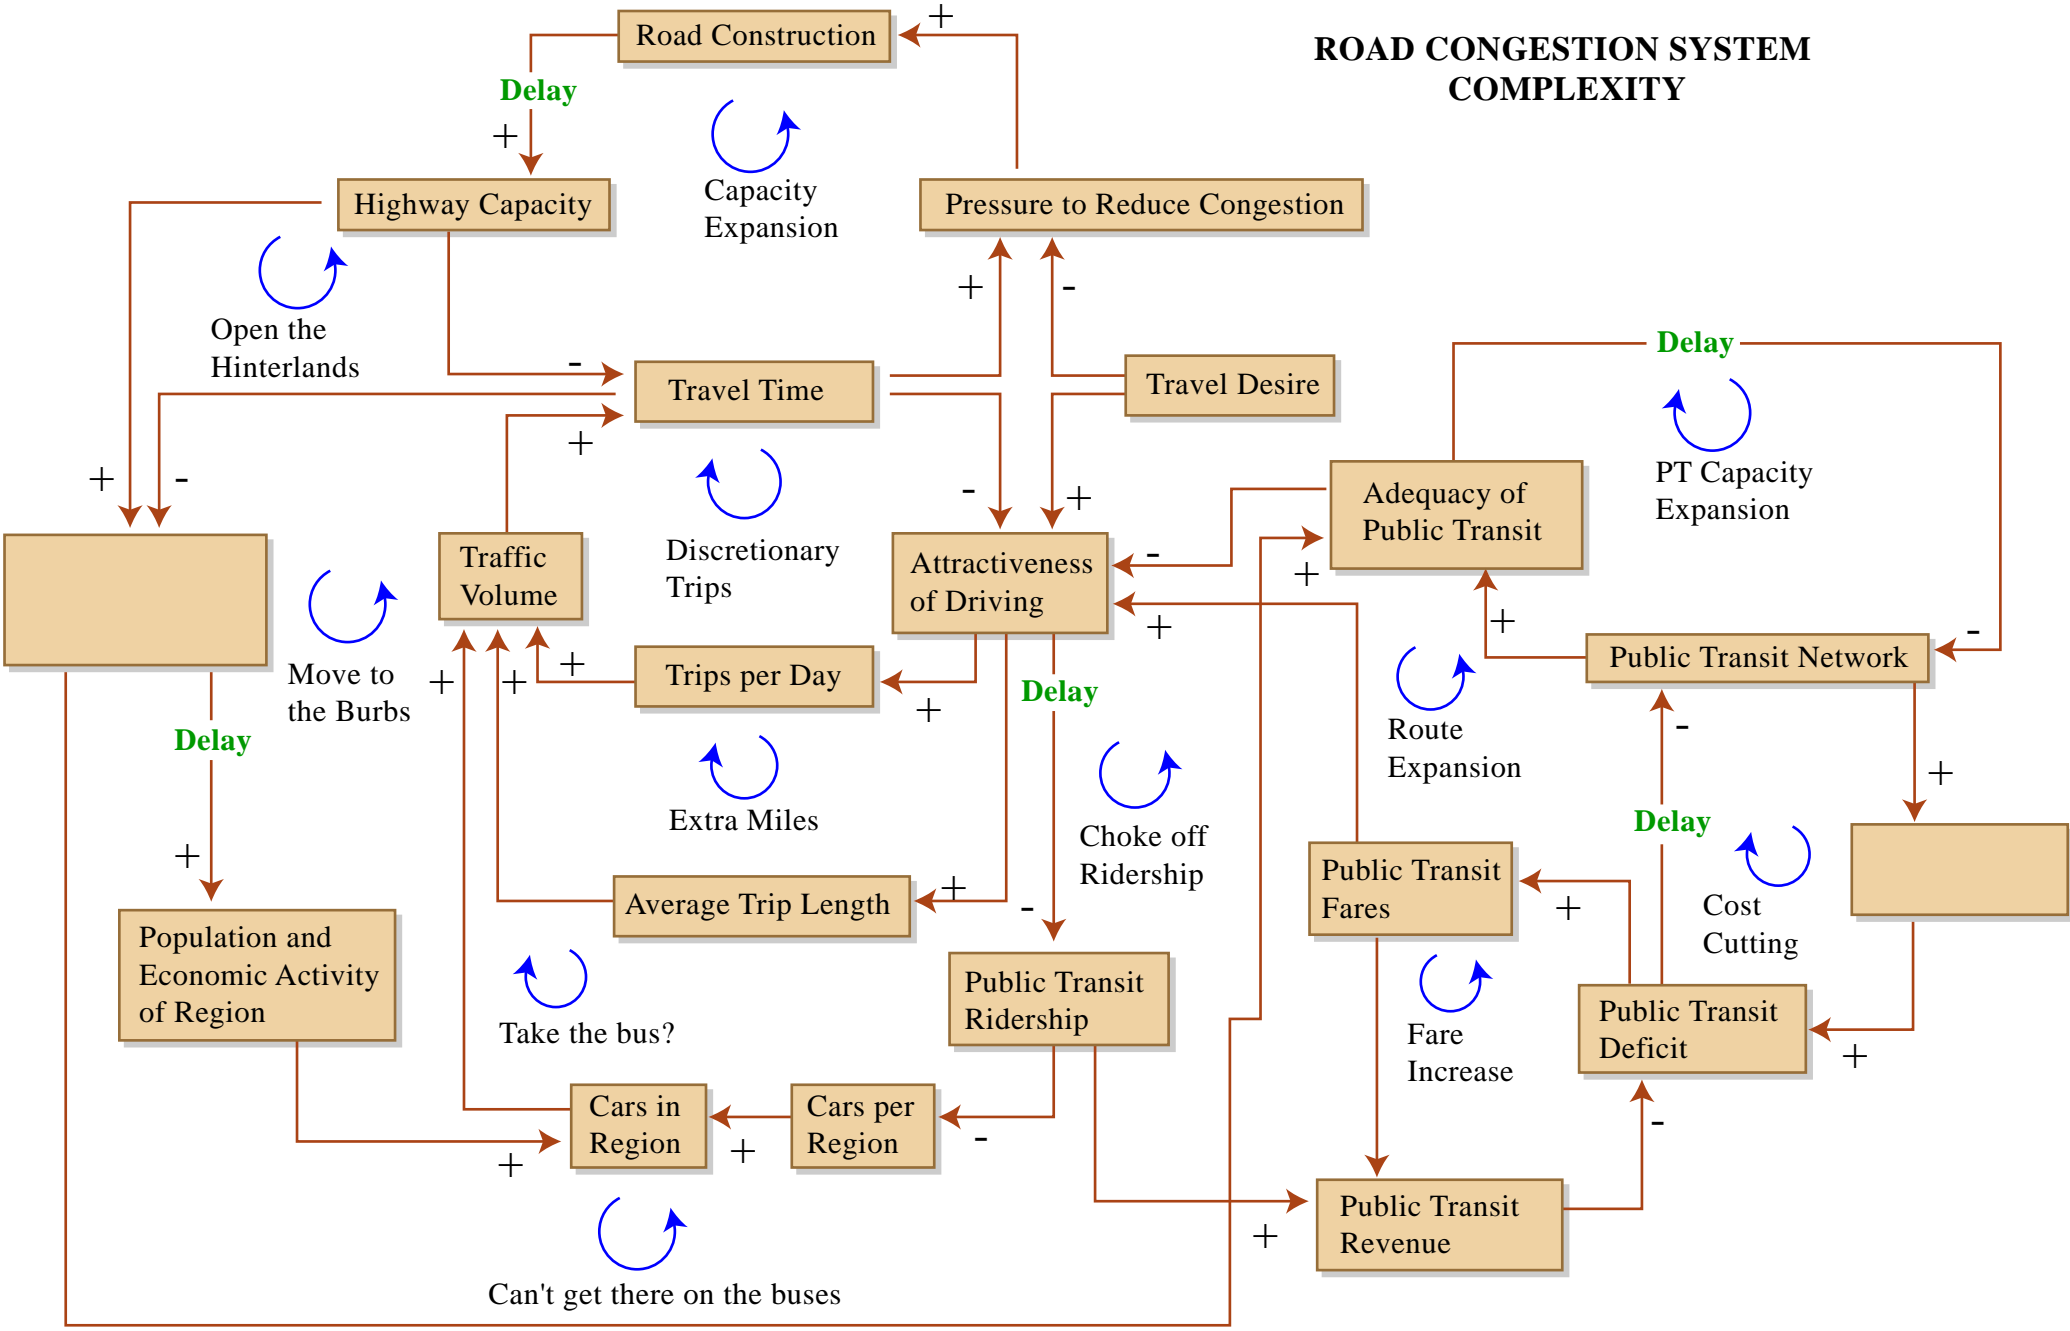 ROAD CONGESTION SYSTEM
COMPLEXITY
Road Construction
+
Delay
+
Capacity
Expansion
Highway Capacity
Pressure to Reduce Congestion
Open the
Hinterlands
+
-
-
Travel Time
Travel Desire
+
Delay
PT Capacity
Expansion
+
-
-
+
Adequacy of
Public Transit
Traffic
Volume
Discretionary
Trips
Attractiveness
of Driving
-
+
+
+
-
Public Transit Network
Move to
the Burbs
+
+
+
Trips per Day
+
Delay
Delay
Route
Expansion
-
+
Extra Miles
Choke off
Ridership
Delay
+
Average Trip Length
+
-
Public Transit
Fares
+
Cost
Cutting
Population and
Economic Activity
of Region
Take the bus?
Public Transit
Ridership
Fare
Increase
Public Transit
Deficit
+
Cars in
Region
Cars per
Region
+
+
-
-
Public Transit
Revenue
+
Can't get there on the buses